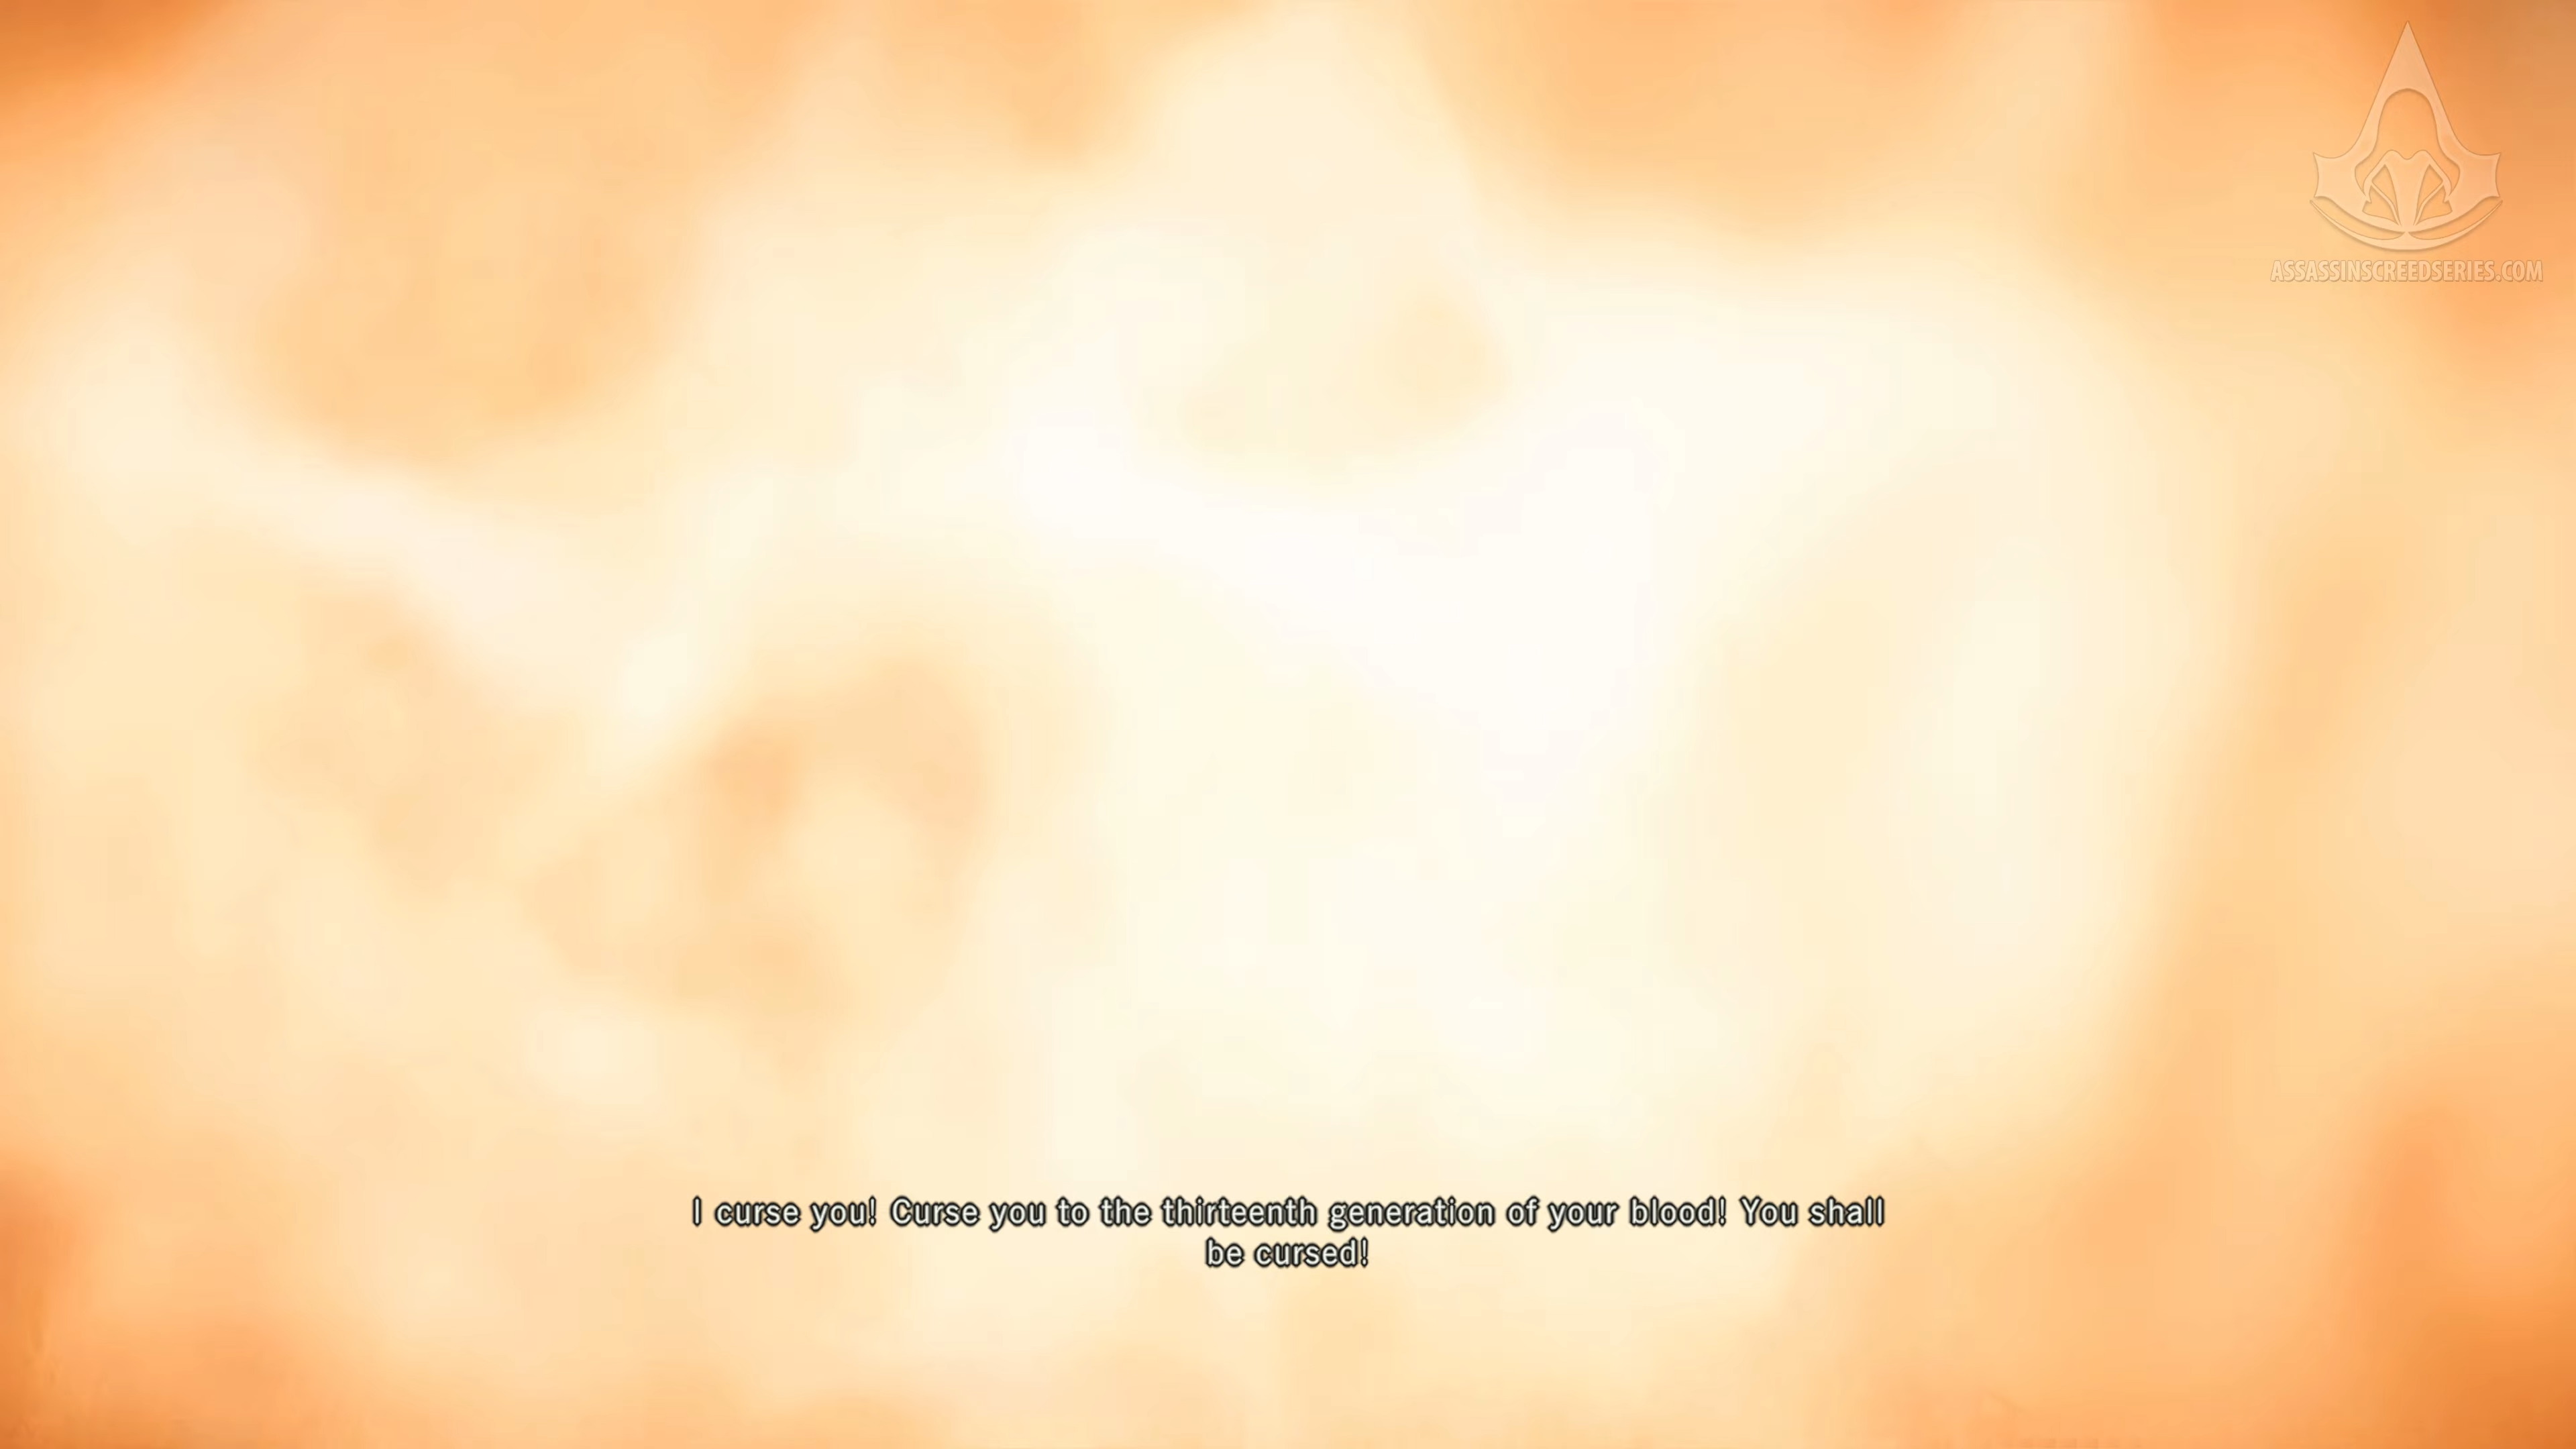 ASSASSINSCREEDSERIES.COM
I curse you! Curse you to the thirteenth generation of your blood! You shall
be cursed!